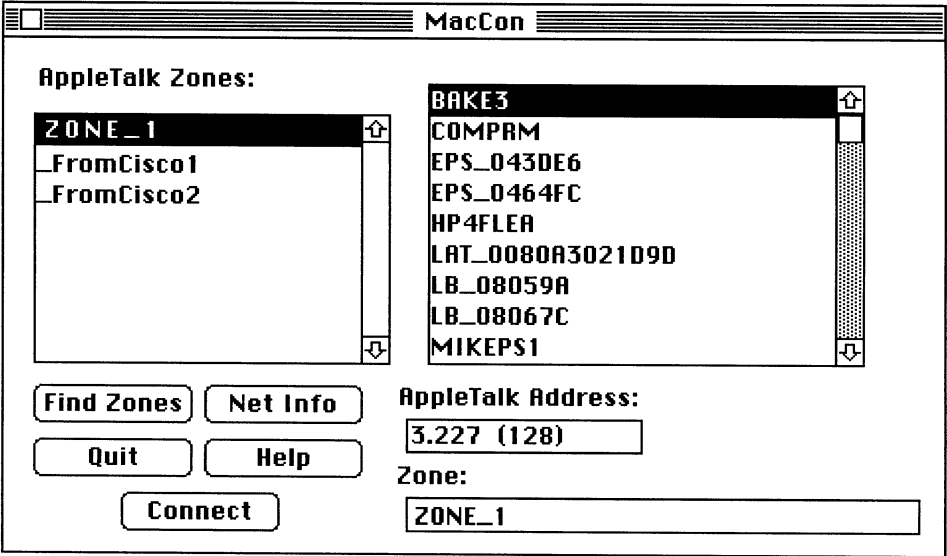 MacCon
AppleTalk Zones:
ZONE_1
_FromCisco1
_FromCisco2
BAKE3
COMPRM
EPS_043DE6
EPS_0464FC
HP4FLEA
LAT_0080A3021D9D
LB_08059A
LB_08067C
MIKEPS1
Find Zones
Net Info
Quit
Help
Connect
AppleTalk Address:
3.227 (128)
Zone:
ZONE_1